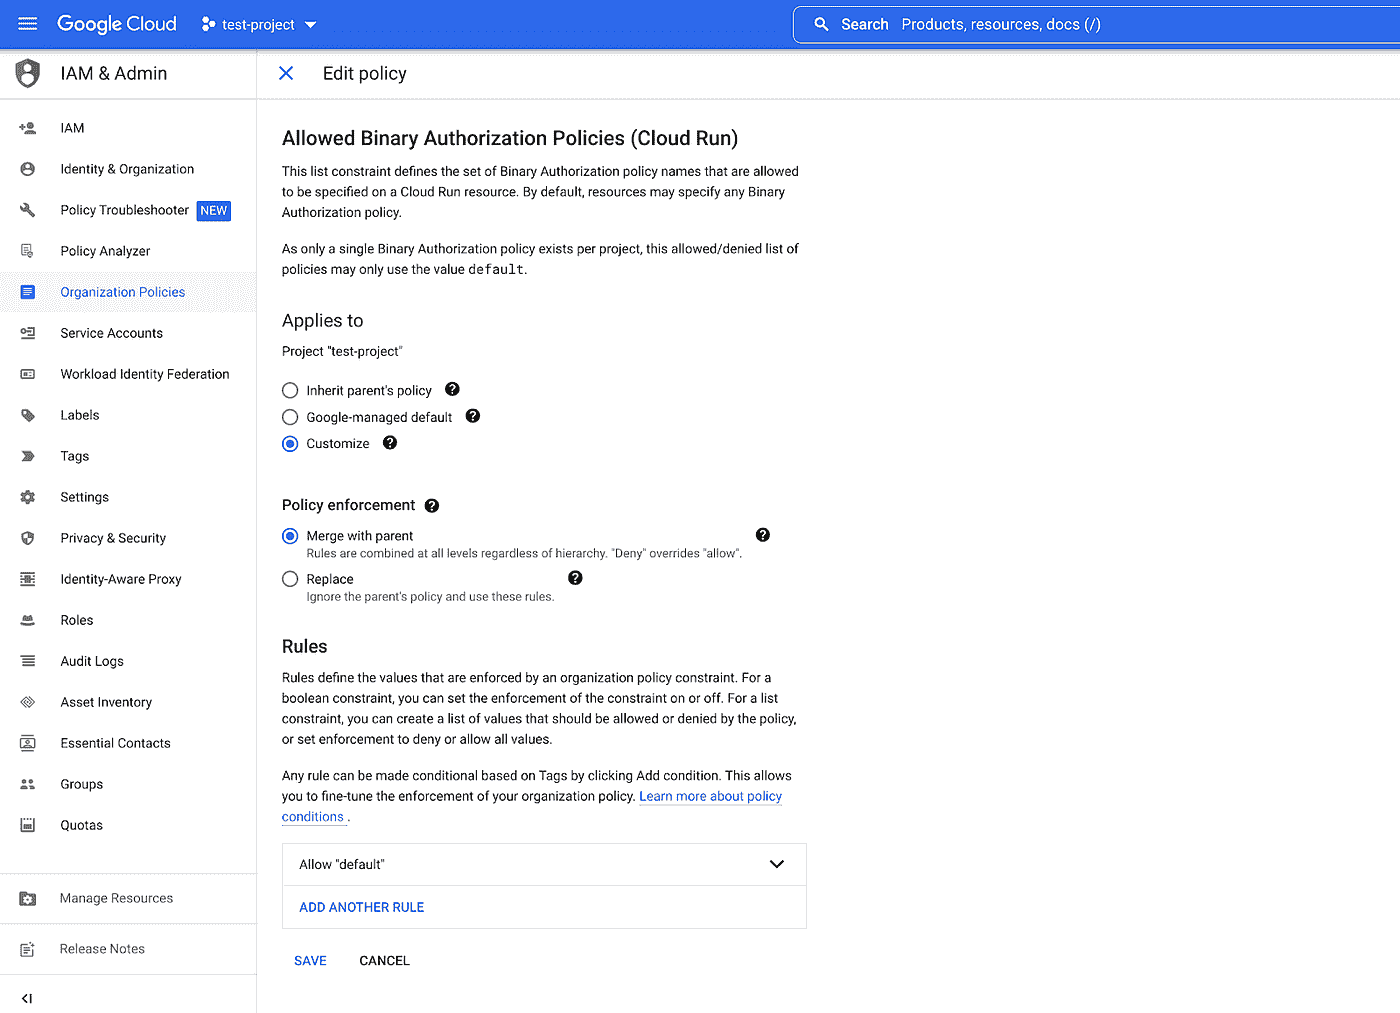 Google Cloud
test-project
Search Products, resources, docs (/)
IAM & Admin
Edit policy
IAM
Identity & Organization
Policy Troubleshooter NEW
Policy Analyzer
Organization Policies
Service Accounts
Workload Identity Federation
Labels
Tags
Settings
Privacy & Security
Identity-Aware Proxy
Roles
Audit Logs
Asset Inventory
Essential Contacts
Groups
Quotas
Manage Resources
Release Notes
Allowed Binary Authorization Policies (Cloud Run)
This list constraint defines the set of Binary Authorization policy names that are allowed
to be specified on a Cloud Run resource. By default, resources may specify any Binary
Authorization policy.
As only a single Binary Authorization policy exists per project, this allowed/denied list of
policies may only use the value default.
Applies to
Project "test-project"
Inherit parent's policy
Google-managed default
Customize
Policy enforcement
Merge with parent
Rules are combined at all levels regardless of hierarchy. "Deny" overrides "allow".
Replace
Ignore the parent's policy and use these rules.
Rules
Rules define the values that are enforced by an organization policy constraint. For a
boolean constraint, you can set the enforcement of the constraint on or off. For a list
constraint, you can create a list of values that should be allowed or denied by the policy,
or set enforcement to deny or allow all values.
Any rule can be made conditional based on Tags by clicking Add condition. This allows
you to fine-tune the enforcement of your organization policy. Learn more about policy
conditions .
Allow "default"
ADD ANOTHER RULE
SAVE CANCEL